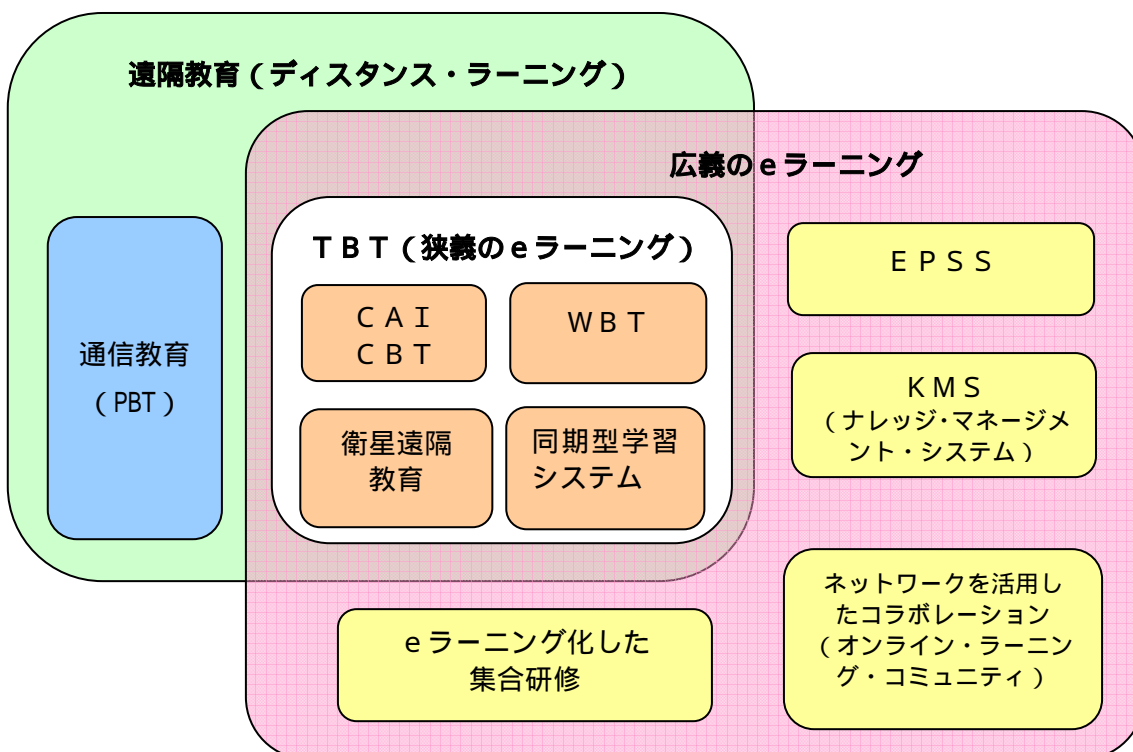 遠隔教育（ディスタンス・ラーニング）
広義のｅラーニング
ＴＢＴ（狭義のｅラーニング）
ＣＡＩ
ＣＢＴ
ＷＢＴ
衛星遠隔
教育
同期型学習
システム
通信教育
（PBT）
ＥＰＳＳ
ＫＭＳ
（ナレッジ・マネージメ
ント・システム）
ネットワークを活用し
たコラボレーション
（オンライン・ラーニン
グ・コミュニティ）
ｅラーニング化した
集合研修